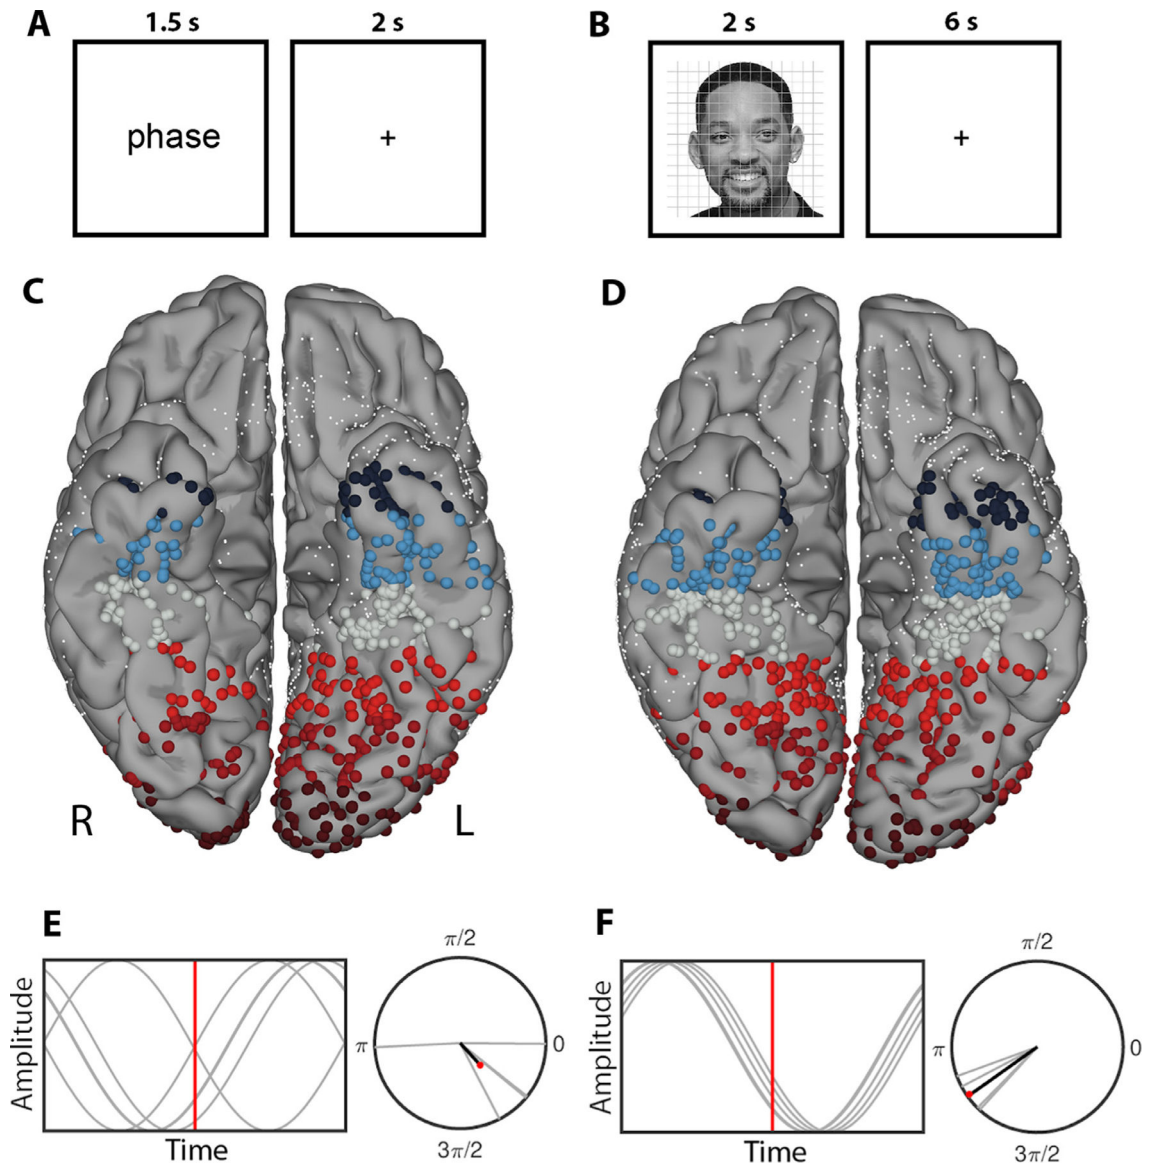 A
1.5 s
2 s
B
2 s
6 s
phase
+
+
C
D
R
L
E
F
Amplitude
Time
π/2
π
0
3π/2
Amplitude
Time
π/2
π
0
3π/2